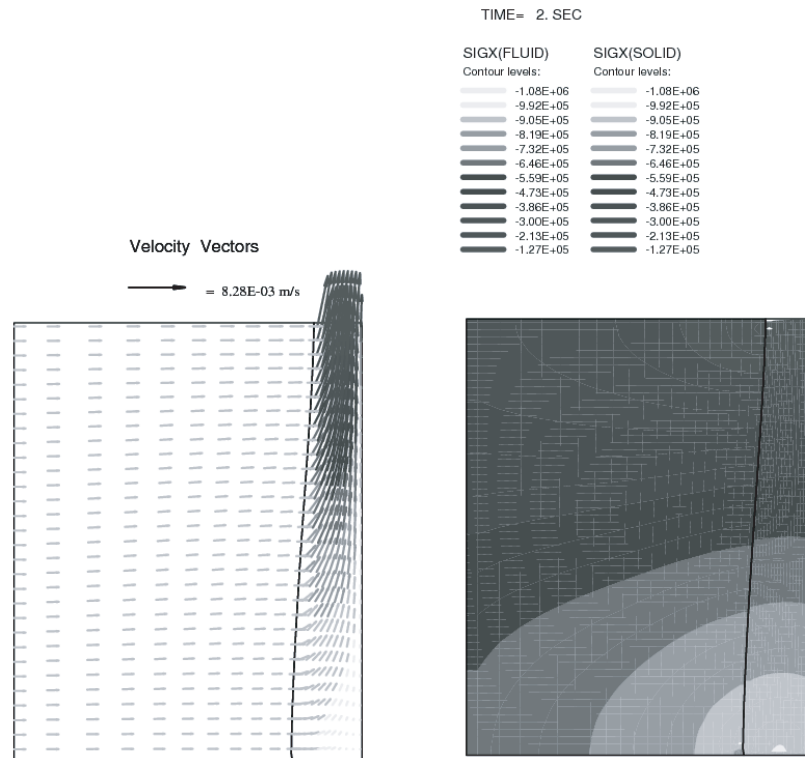 TIME= 2. SEC
SIGX(FLUID) SIGX(SOLID)
Contour levels: Contour levels:
-1.08E+06 -1.08E+06
-9.92E+05 -9.92E+05
-9.05E+05 -9.05E+05
-8.19E+05 -8.19E+05
-7.32E+05 -7.32E+05
-6.46E+05 -6.46E+05
-5.59E+05 -5.59E+05
-4.73E+05 -4.73E+05
-3.86E+05 -3.86E+05
-3.00E+05 -3.00E+05
-2.13E+05 -2.13E+05
-1.27E+05 -1.27E+05
Velocity Vectors
= 8.28E-03 m/s